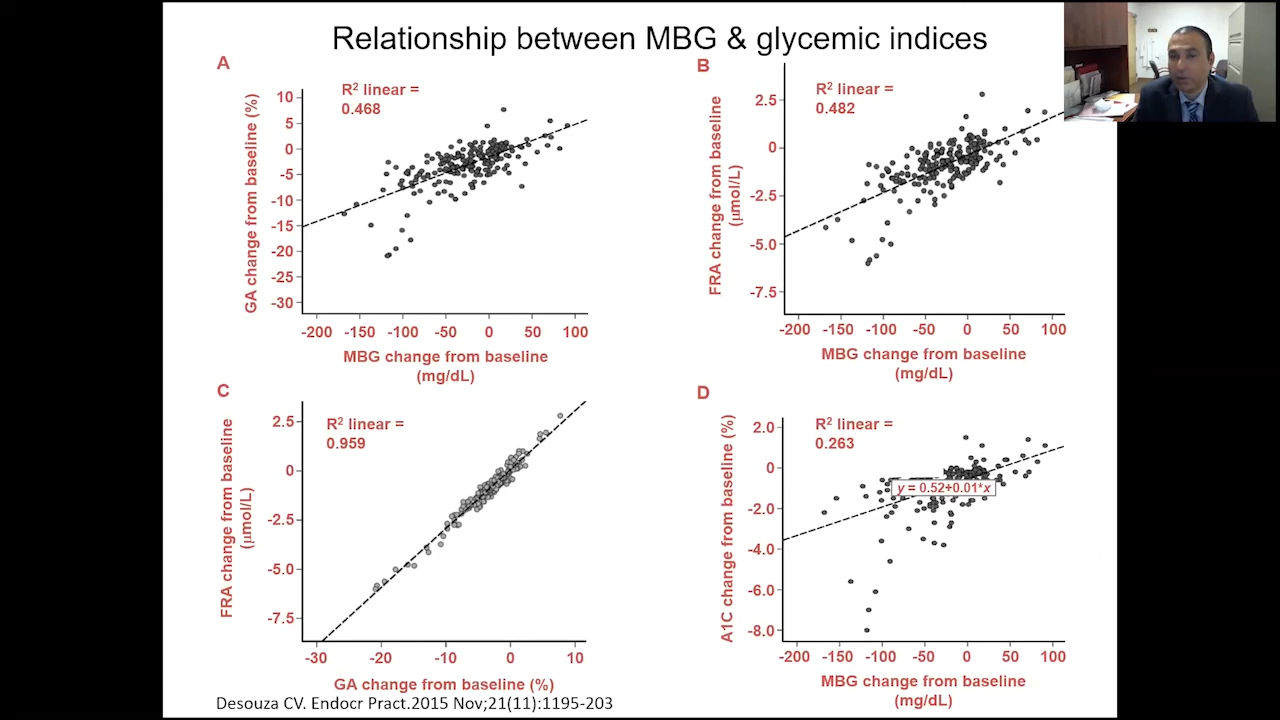 Relationship between MBG & glycemic indices
A
R² linear =
0.468
GA change from baseline (%)
10
5
0
-5
-10
-15
-20
-25
-30
-200 -150 -100 -50 0 50 100
MBG change from baseline
(mg/dL)
B
R² linear =
0.482
FRA change from baseline
(μmol/L)
2.5
0
-2.5
-5.0
-7.5
-200 -150 -100 -50 0 50 100
MBG change from baseline
(mg/dL)
C
R² linear =
0.959
FRA change from baseline
(μmol/L)
2.5
0
-2.5
-5.0
-7.5
-30 -20 -10 0 10
GA change from baseline (%)
D
R² linear =
0.263
A1C change from baseline (%)
2.0
0
-2.0
-4.0
-6.0
-8.0
y = 0.52+0.01*x
-200 -150 -100 -50 0 50 100
MBG change from baseline
(mg/dL)
Desouza CV. Endocr Pract.2015 Nov;21(11):1195-203